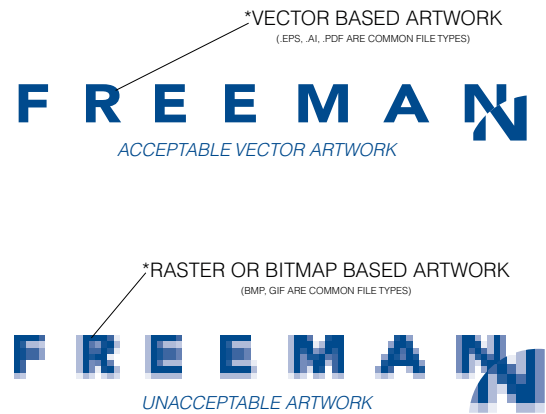 *VECTOR BASED ARTWORK
(.EPS, .AI, .PDF ARE COMMON FILE TYPES)
FREEMAN
ACCEPTABLE VECTOR ARTWORK
*RASTER OR BITMAP BASED ARTWORK
(BMP, GIF ARE COMMON FILE TYPES)
FREEMAN
UNACCEPTABLE ARTWORK